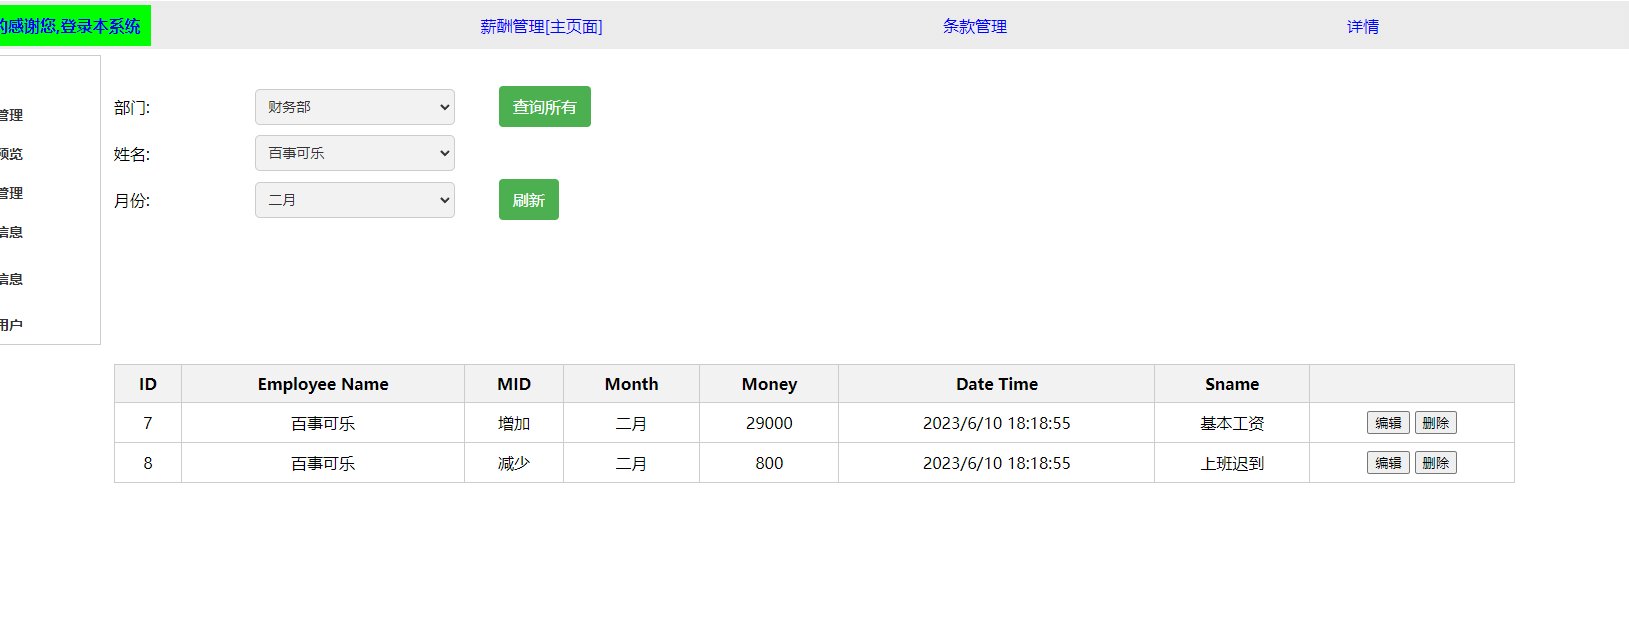 的感谢您,登录本系统 薪酬管理[主页面] 条款管理 详情
管理
预览
管理
信息
信息
用户
部门: 财务部 查询所有
姓名: 百事可乐
月份: 二月 刷新
ID Employee Name MID Month Money Date Time Sname
7 百事可乐 增加 二月 29000 2023/6/10 18:18:55 基本工资 编辑 删除
8 百事可乐 减少 二月 800 2023/6/10 18:18:55 上班迟到 编辑 删除